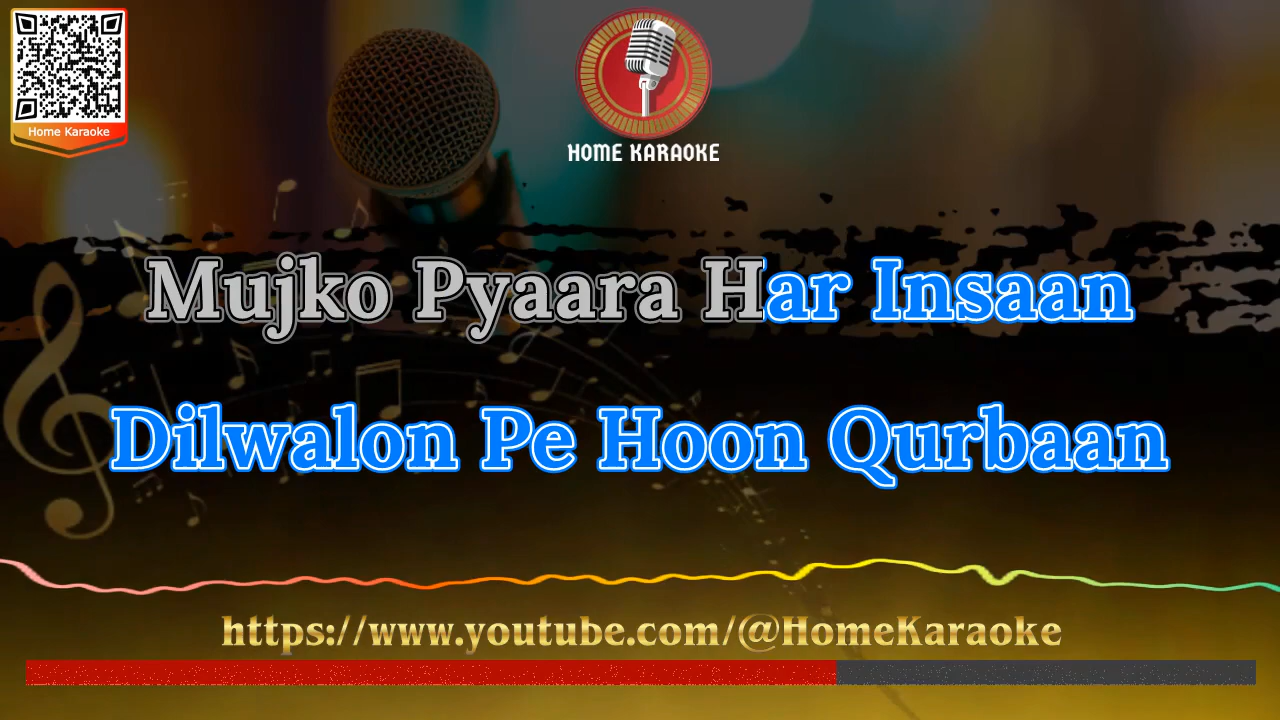 Home Karaoke
HOME KARAOKE
Mujko Pyaara Har Insaan
Dilwalon Pe Hoon Qurbaan
https://www.youtube.com/@HomeKaraoke